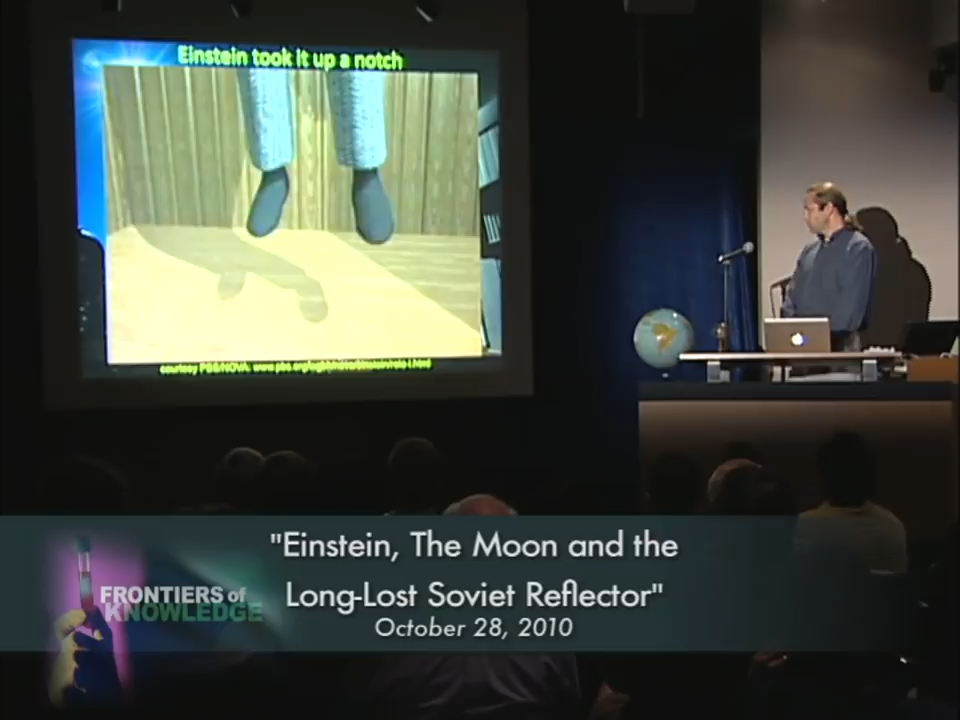 Einstein took it up a notch
"Einstein, The Moon and the
Long-Lost Soviet Reflector"
October 28, 2010
FRONTIERS of
KNOWLEDGE